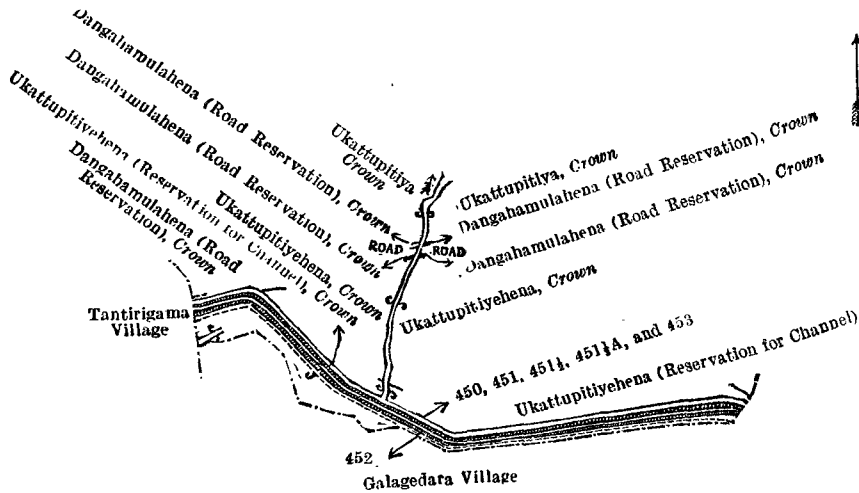 Dangahamulahena (Road Reservation), Crown
Dangahamulahena (Road Reservation), Crown
Ukattupitiyehena (Reservation for Channel), Crown
Dangahamulahena (Road
Reservation), Crown
Ukattupitiyehena, Crown
Ukattupitiya
Crown
Ukattupitiya, Crown
Dangahamulahena (Road Reservation), Crown
Dangahamulahena (Road Reservation), Crown
ROAD
ROAD
Ukattupitiyehena, Crown
Tantirigama
Village
450, 451, 451½, 451½A, and 453
Ukattupitiyehena (Reservation for Channel)
452
Galagedara Village